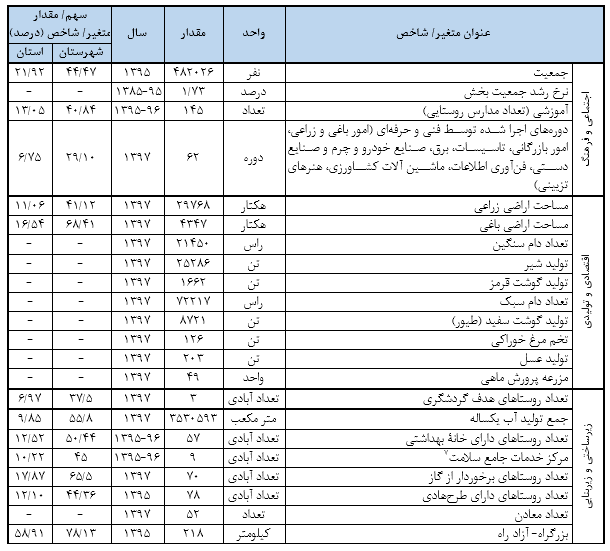 عنوان متغیر/ شاخص | واحد | مقدار | سال | سهم/ مقدار متغیر/ شاخص (درصد)
شهرستان | استان
اجتماعی و فرهنگ
جمعیت | نفر | ۴۸۲۰۲۶ | ۱۳۹۵ | ۴۴/۴۷ | ۲۱/۹۲
نرخ رشد جمعیت بخش | درصد | ۱/۷۳ | ۱۳۸۵-۹۵ | - | -
آموزشی (تعداد مدارس روستایی) | تعداد | ۱۴۵ | ۱۳۹۵-۹۶ | ۴۰/۸۴ | ۱۳/۰۵
دوره‌های اجرا شده توسط فنی و حرفه‌ای (امور باغی و زراعی،
امور بازرگانی، تاسیسات، برق، صنایع خودرو و چرم و صنایع
دستی، فن‌آوری اطلاعات، ماشین آلات کشاورزی، هنرهای
تزیینی) | دوره | ۶۲ | ۱۳۹۷ | ۲۹/۱۰ | ۶/۷۵
اقتصادی و تولیدی
مساحت اراضی زراعی | هکتار | ۲۹۷۶۸ | ۱۳۹۷ | ۴۱/۱۲ | ۱۱/۰۶
مساحت اراضی باغی | هکتار | ۴۳۴۷ | ۱۳۹۷ | ۶۸/۴۱ | ۱۶/۵۴
تعداد دام سنگین | راس | ۲۱۴۵۰ | ۱۳۹۷ | - | -
تولید شیر | تن | ۲۵۲۸۶ | ۱۳۹۷ | - | -
تولید گوشت قرمز | تن | ۱۶۶۲ | ۱۳۹۷ | - | -
تعداد دام سبک | راس | ۷۲۲۱۷ | ۱۳۹۷ | - | -
تولید گوشت سفید (طیور) | تن | ۸۷۲۱ | ۱۳۹۷ | - | -
تخم مرغ خوراکی | تن | ۱۲۶ | ۱۳۹۷ | - | -
تولید عسل | تن | ۲۰۳ | ۱۳۹۷ | - | -
مزرعه پرورش ماهی | واحد | ۴۹ | ۱۳۹۷ | - | -
زیرساختی و زیربنایی
تعداد روستاهای هدف گردشگری | تعداد آبادی | ۳ | ۱۳۹۷ | ۳۷/۵ | ۶/۹۷
جمع تولید آب یکساله | متر مکعب | ۳۵۳۰۵۹۳ | ۱۳۹۷ | ۵۵/۸ | ۹/۸۵
تعداد روستاهای دارای خانۀ بهداشتی | تعداد آبادی | ۵۷ | ۱۳۹۵-۹۶ | ۵۰/۴۴ | ۱۲/۵۲
مرکز خدمات جامع سلامت۷ | تعداد آبادی | ۹ | ۱۳۹۵-۹۶ | ۴۵ | ۱۰/۲۲
تعداد روستاهای برخوردار از گاز | تعداد آبادی | ۷۰ | ۱۳۹۷ | ۶۵/۵ | ۱۷/۸۷
تعداد روستاهای دارای طرح‌هادی | تعداد آبادی | ۷۸ | ۱۳۹۵ | ۴۴/۳۶ | ۱۲/۱۰
تعداد معادن | تعداد | ۵۲ | ۱۳۹۷ | - | -
بزرگراه- آزاد راه | کیلومتر | ۲۱۸ | ۱۳۹۵ | ۷۸/۱۳ | ۵۸/۹۱